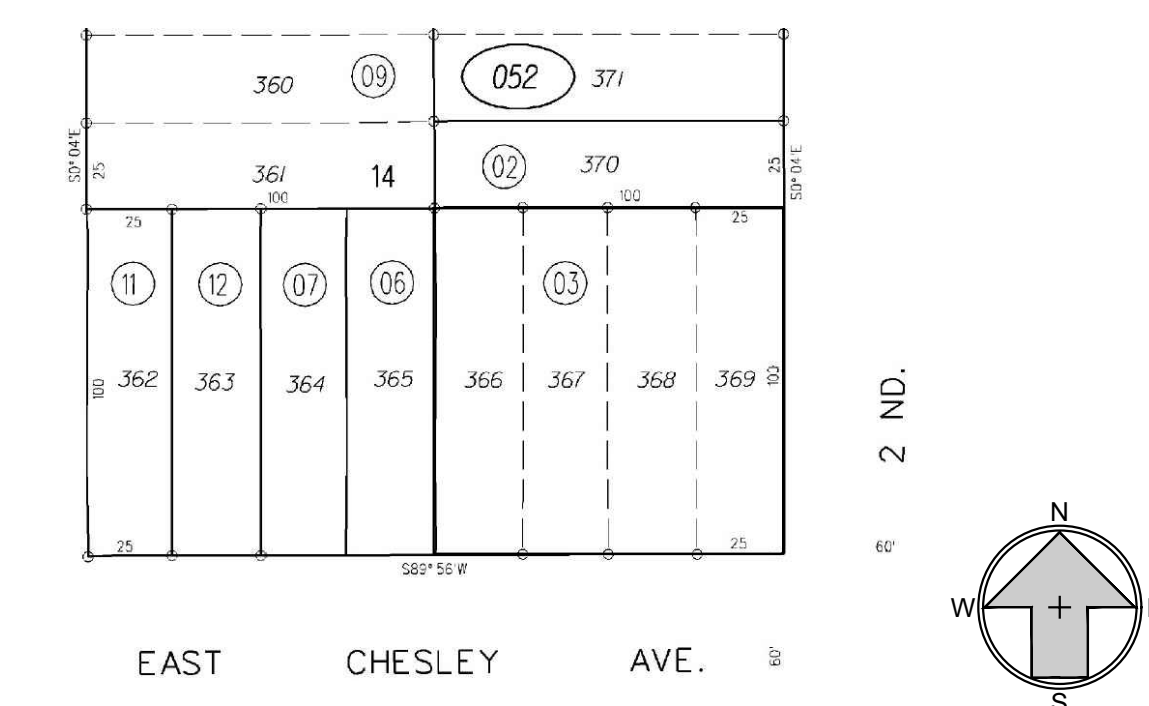 360 09 052 371
S0° 04'E 25 361 14 02 370 25 S0° 04'E
100 100
25 25
11 12 07 06 03
100 362 363 364 365 366 367 368 369 100
2 ND.
25 25 60'
S89° 56'W
N
W
S
EAST CHESLEY AVE. 60'